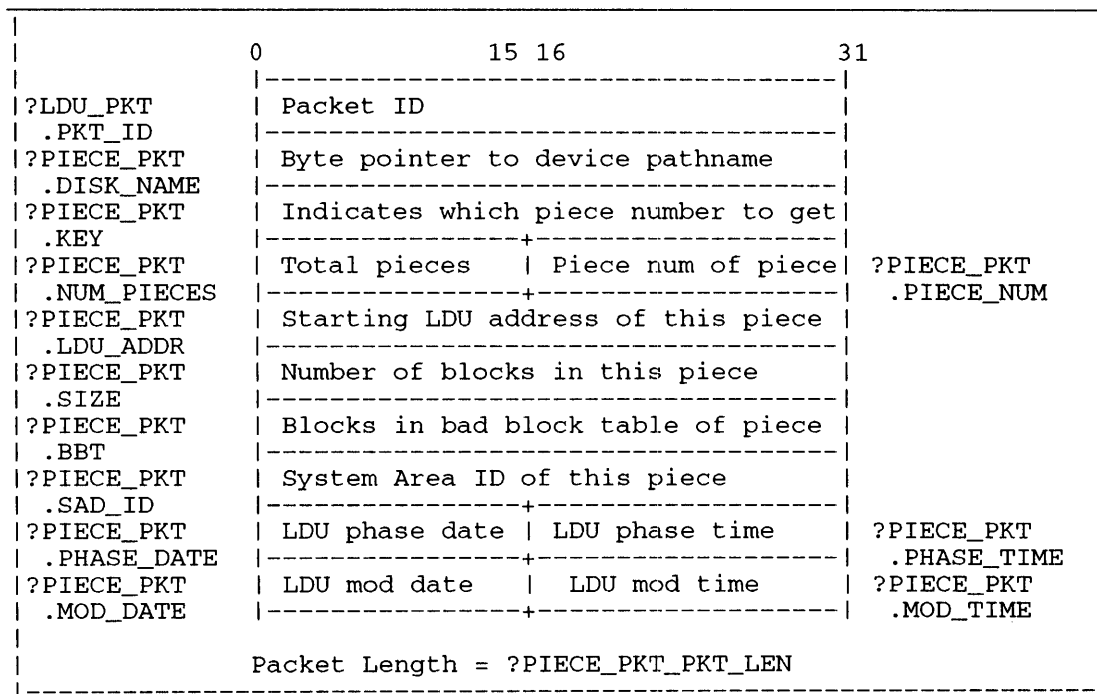 0 15 16 31
?LDU_PKT Packet ID
.PKT_ID
?PIECE_PKT Byte pointer to device pathname
.DISK_NAME
?PIECE_PKT Indicates which piece number to get
.KEY
?PIECE_PKT Total pieces | Piece num of piece ?PIECE_PKT
.NUM_PIECES .PIECE_NUM
?PIECE_PKT Starting LDU address of this piece
.LDU_ADDR
?PIECE_PKT Number of blocks in this piece
.SIZE
?PIECE_PKT Blocks in bad block table of piece
.BBT
?PIECE_PKT System Area ID of this piece
.SAD_ID
?PIECE_PKT LDU phase date | LDU phase time ?PIECE_PKT
.PHASE_DATE .PHASE_TIME
?PIECE_PKT LDU mod date | LDU mod time ?PIECE_PKT
.MOD_DATE .MOD_TIME
Packet Length = ?PIECE_PKT_PKT_LEN